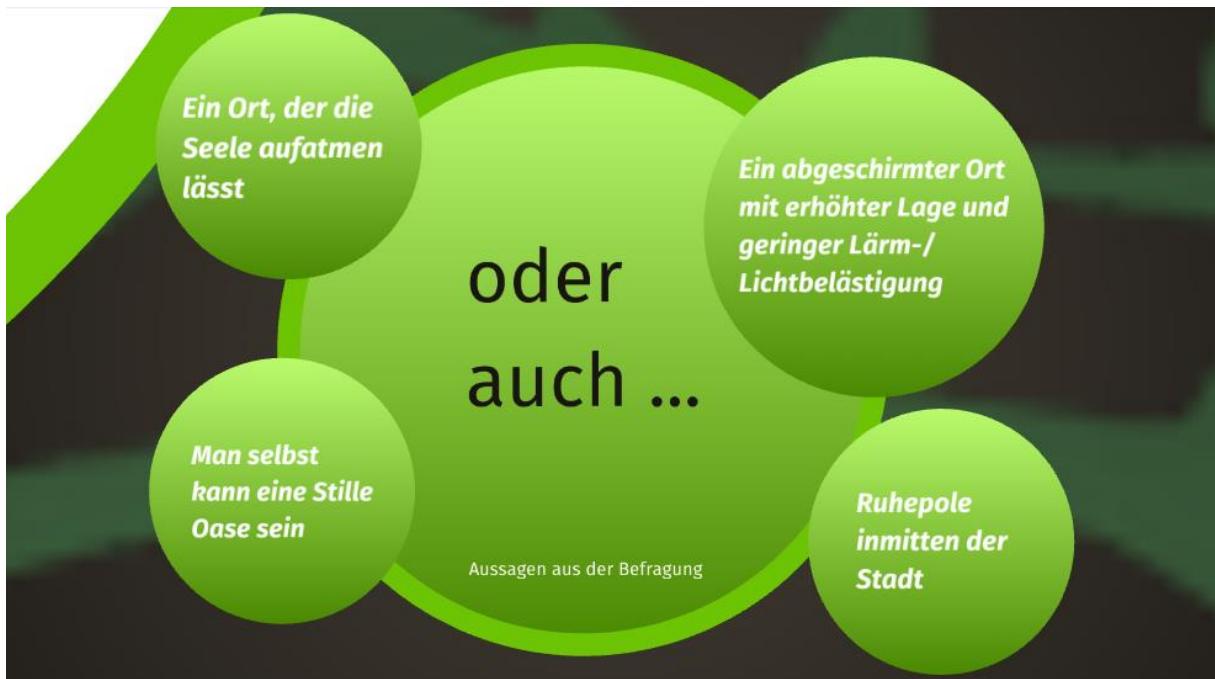 Ein Ort, der die
Seele aufatmen
lässt
Ein abgeschirmter Ort
mit erhöhter Lage und
geringer Lärm-/
Lichtbelästigung
oder
auch ...
Man selbst
kann eine Stille
Oase sein
Ruhepole
inmitten der
Stadt
Aussagen aus der Befragung